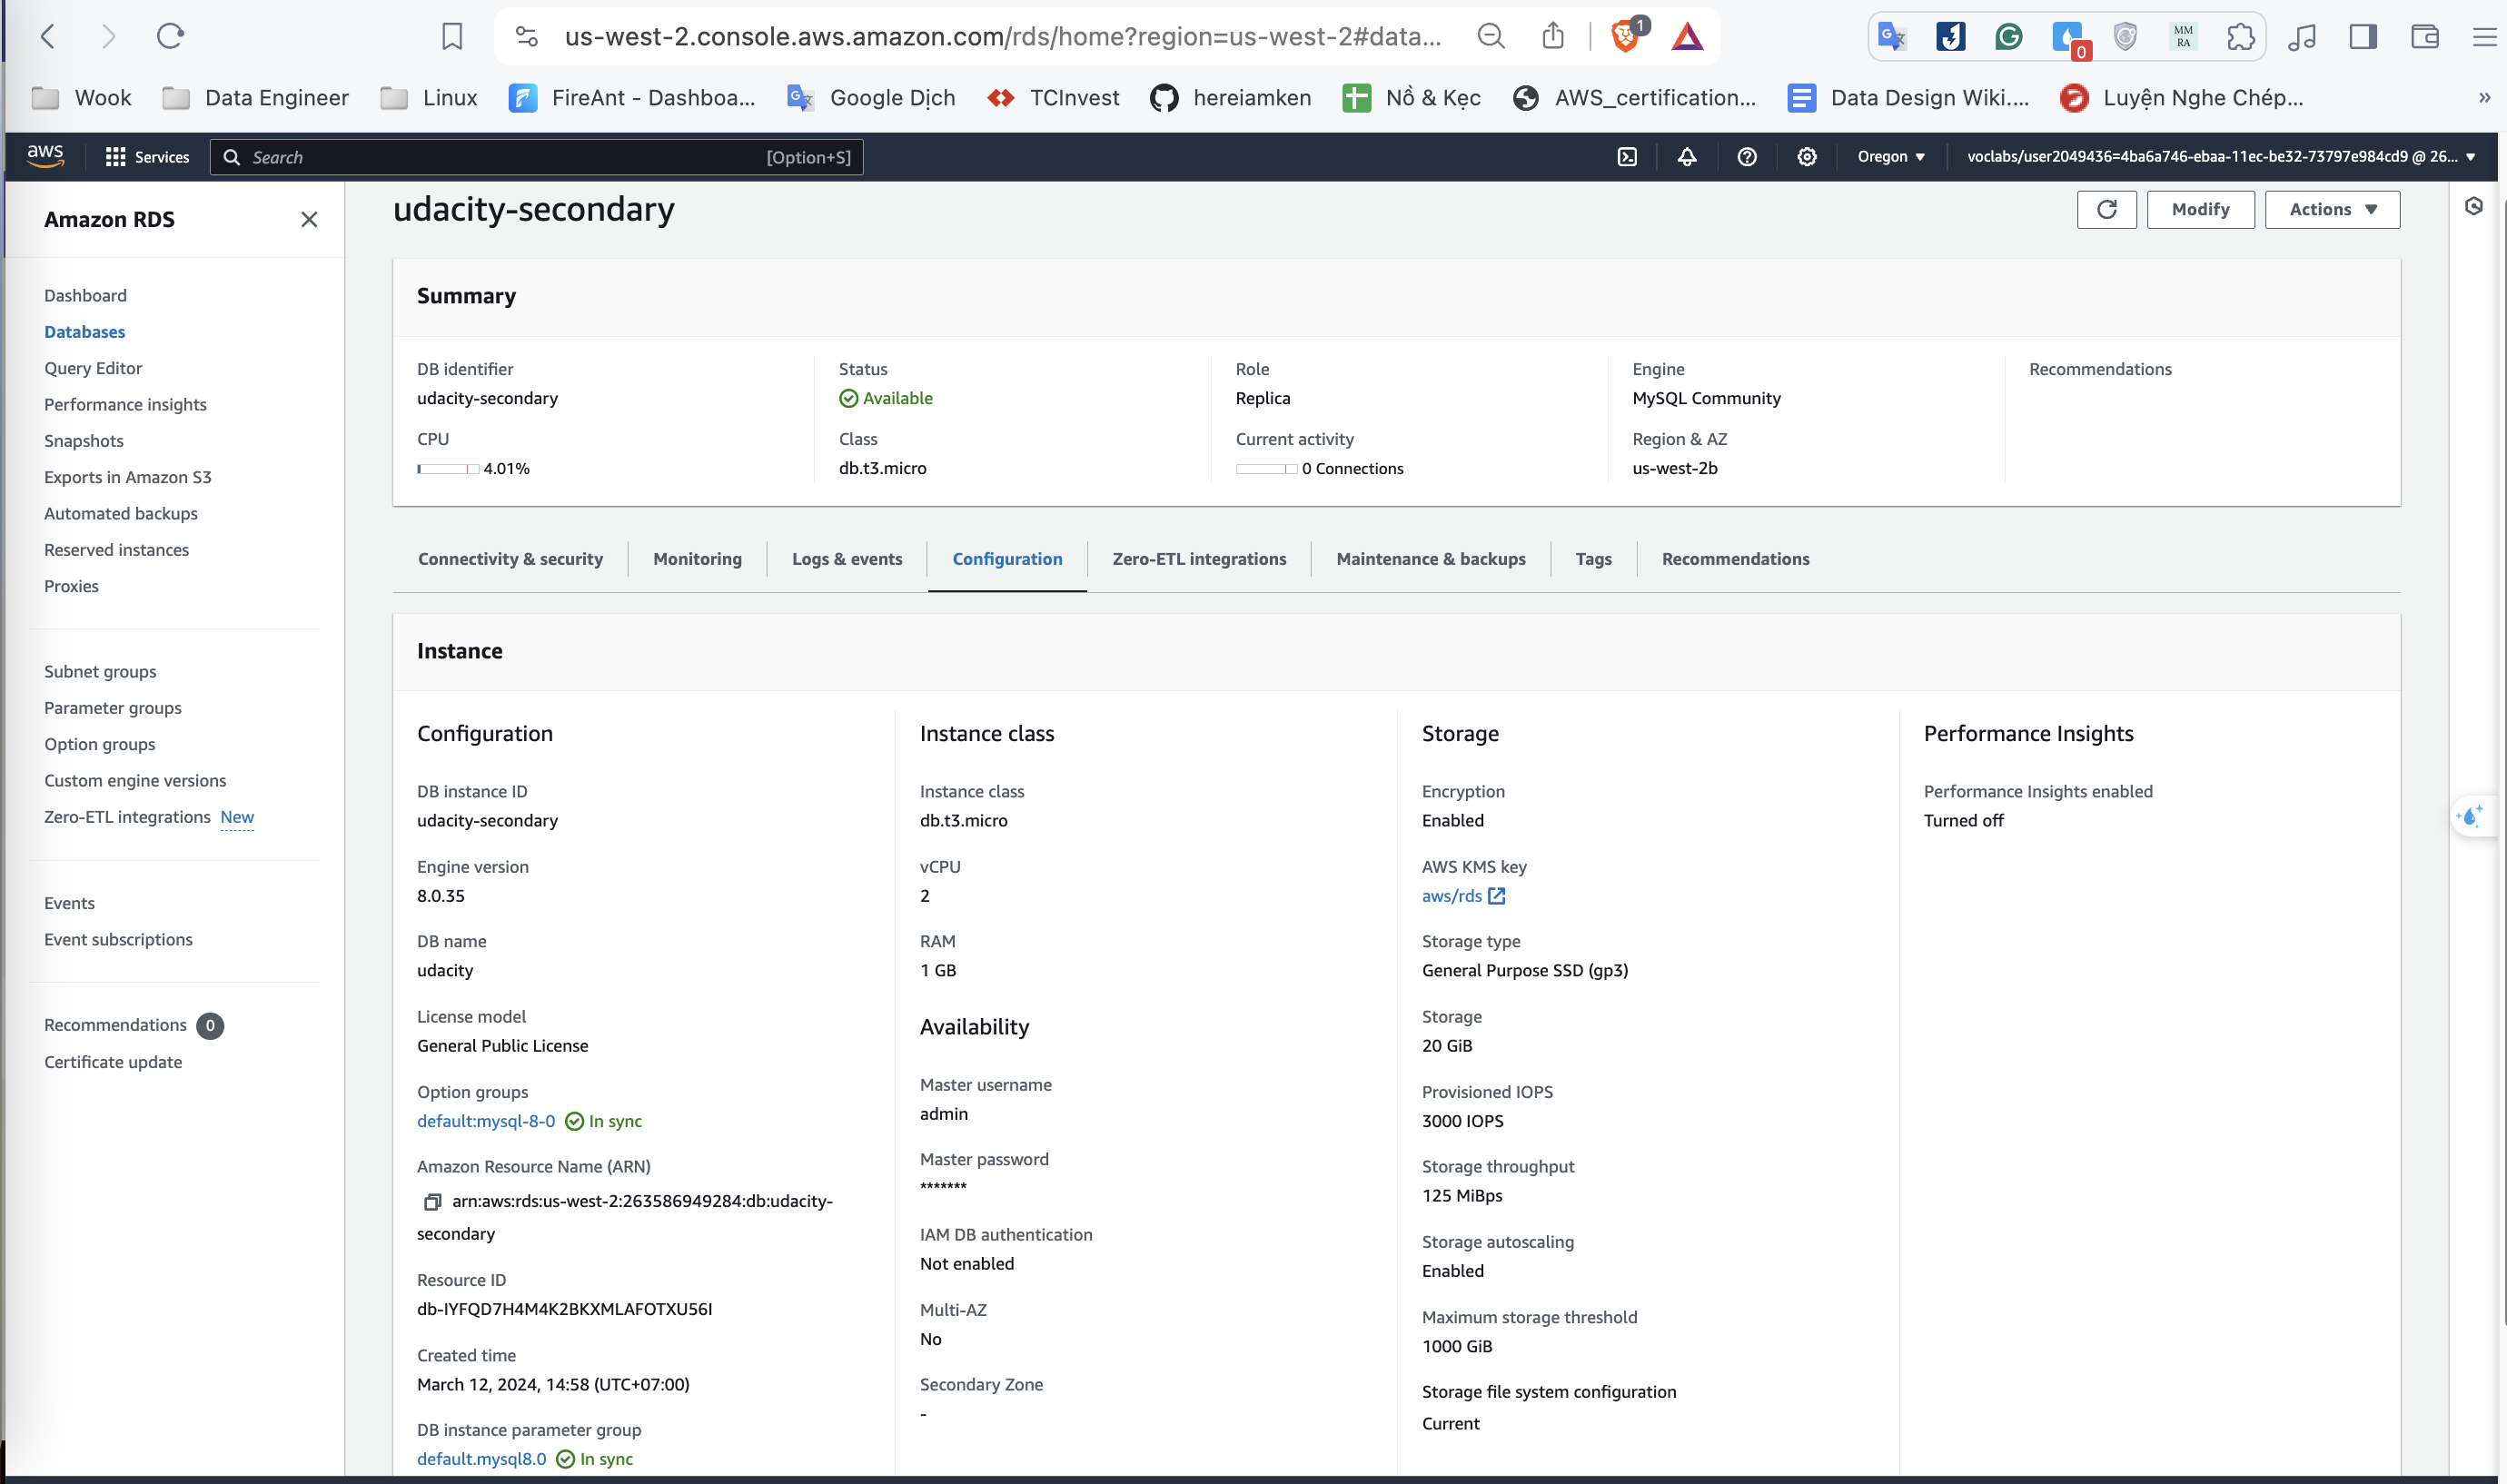 us-west-2.console.aws.amazon.com/rds/home?region=us-west-2#data...
1
0
MM
RA
Wook
Data Engineer
Linux
FireAnt - Dashboa...
Google Dịch
TCInvest
hereiamken
Nồ & Kẹc
AWS_certification...
Data Design Wiki....
Luyện Nghe Chép...
»
aws
Services
Search
[Option+S]
Oregon
voclabs/user2049436=4ba6a746-ebaa-11ec-be32-73797e984cd9 @ 26...
Amazon RDS
Dashboard
Databases
Query Editor
Performance insights
Snapshots
Exports in Amazon S3
Automated backups
Reserved instances
Proxies
Subnet groups
Parameter groups
Option groups
Custom engine versions
Zero-ETL integrations New
Events
Event subscriptions
Recommendations 0
Certificate update
udacity-secondary
Modify
Actions
Summary
DB identifier
udacity-secondary
Status
Available
Role
Replica
Engine
MySQL Community
Recommendations
CPU
4.01%
Class
db.t3.micro
Current activity
0 Connections
Region & AZ
us-west-2b
Connectivity & security
Monitoring
Logs & events
Configuration
Zero-ETL integrations
Maintenance & backups
Tags
Recommendations
Instance
Configuration
DB instance ID
udacity-secondary
Engine version
8.0.35
DB name
udacity
License model
General Public License
Option groups
default:mysql-8-0 In sync
Amazon Resource Name (ARN)
arn:aws:rds:us-west-2:263586949284:db:udacity-
secondary
Resource ID
db-IYFQD7H4M4K2BKXMLAFOTXU56I
Created time
March 12, 2024, 14:58 (UTC+07:00)
DB instance parameter group
default.mysql8.0 In sync
Instance class
Instance class
db.t3.micro
vCPU
2
RAM
1 GB
Availability
Master username
admin
Master password
*******
IAM DB authentication
Not enabled
Multi-AZ
No
Secondary Zone
-
Storage
Encryption
Enabled
AWS KMS key
aws/rds
Storage type
General Purpose SSD (gp3)
Storage
20 GiB
Provisioned IOPS
3000 IOPS
Storage throughput
125 MiBps
Storage autoscaling
Enabled
Maximum storage threshold
1000 GiB
Storage file system configuration
Current
Performance Insights
Performance Insights enabled
Turned off